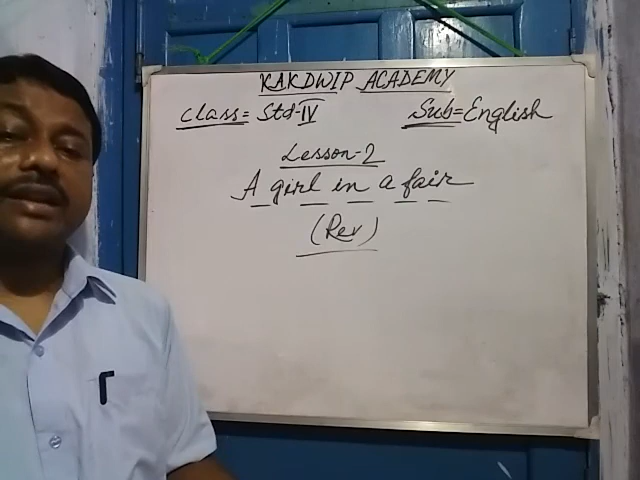 KAKDWIP ACADEMY
Class= Std-IV Sub=English
Lesson-2
A girl in a fair
(Rev)